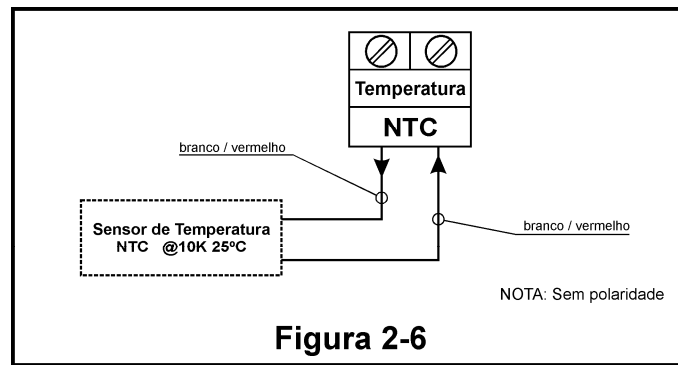 Temperatura
NTC
branco / vermelho
Sensor de Temperatura
NTC @10K 25ºC
branco / vermelho
NOTA: Sem polaridade
Figura 2-6